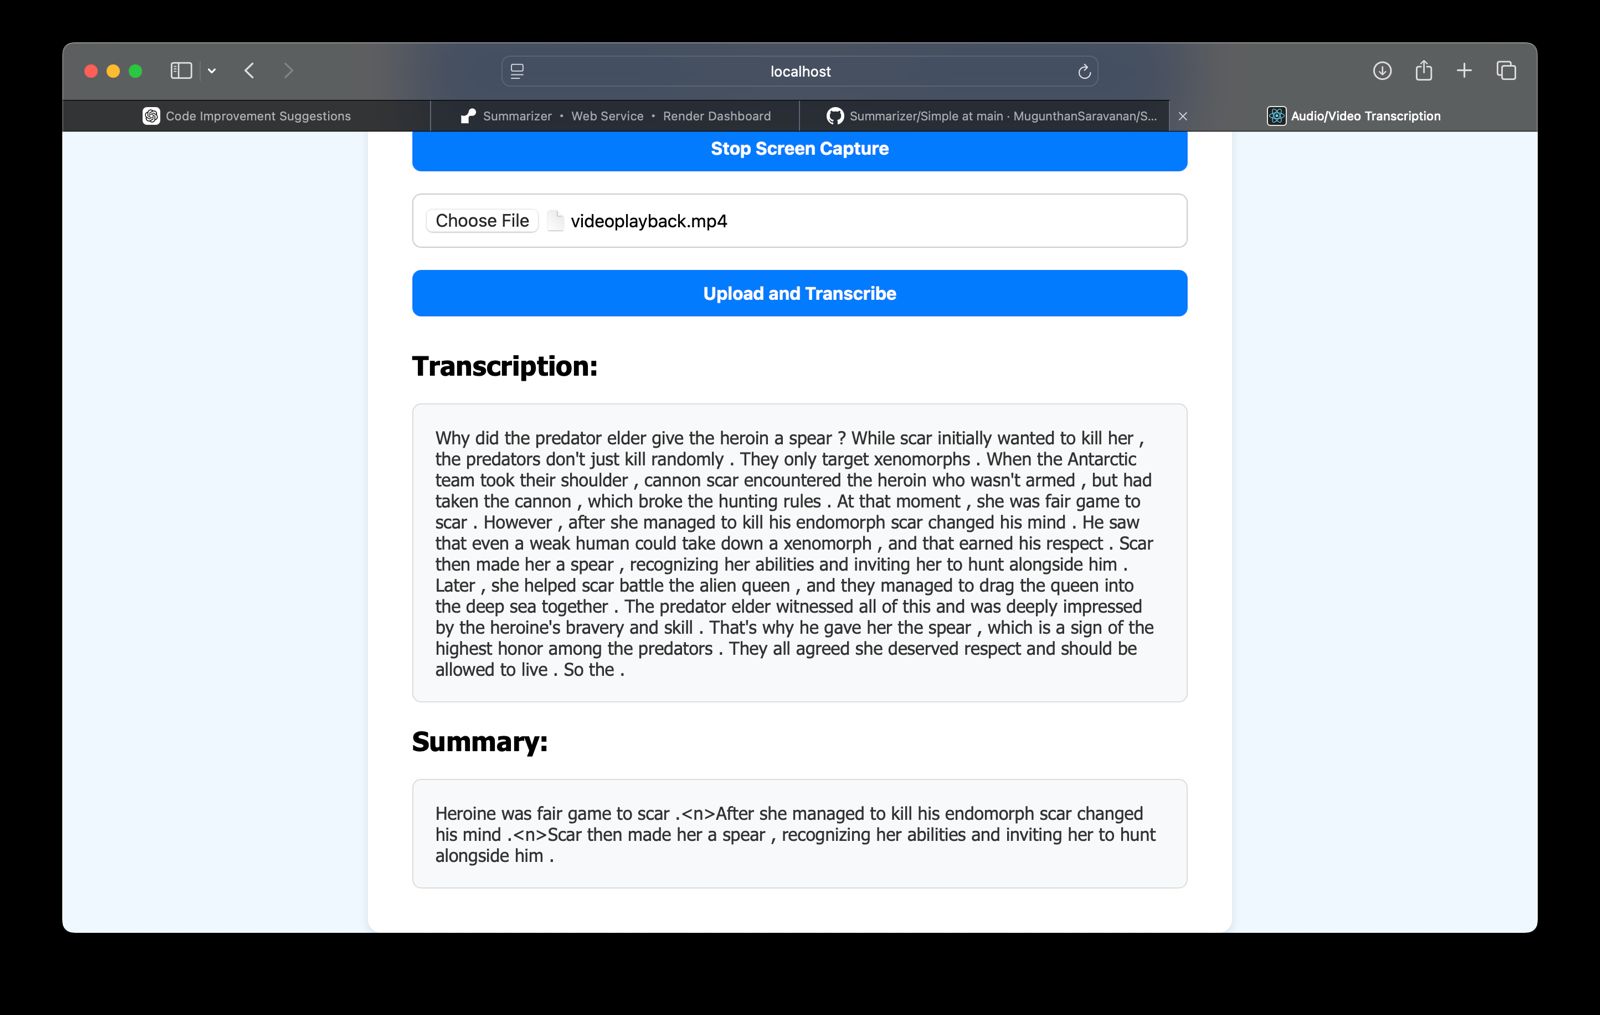 localhost
Code Improvement Suggestions
Summarizer • Web Service • Render Dashboard
Summarizer/Simple at main · MugunthanSaravanan/S...
Audio/Video Transcription
Stop Screen Capture
Choose File videoplayback.mp4
Upload and Transcribe
Transcription:
Why did the predator elder give the heroin a spear ? While scar initially wanted to kill her ,
the predators don't just kill randomly . They only target xenomorphs . When the Antarctic
team took their shoulder , cannon scar encountered the heroin who wasn't armed , but had
taken the cannon , which broke the hunting rules . At that moment , she was fair game to
scar . However , after she managed to kill his endomorph scar changed his mind . He saw
that even a weak human could take down a xenomorph , and that earned his respect . Scar
then made her a spear , recognizing her abilities and inviting her to hunt alongside him .
Later , she helped scar battle the alien queen , and they managed to drag the queen into
the deep sea together . The predator elder witnessed all of this and was deeply impressed
by the heroine's bravery and skill . That's why he gave her the spear , which is a sign of the
highest honor among the predators . They all agreed she deserved respect and should be
allowed to live . So the .
Summary:
Heroine was fair game to scar .<n>After she managed to kill his endomorph scar changed
his mind .<n>Scar then made her a spear , recognizing her abilities and inviting her to hunt
alongside him .